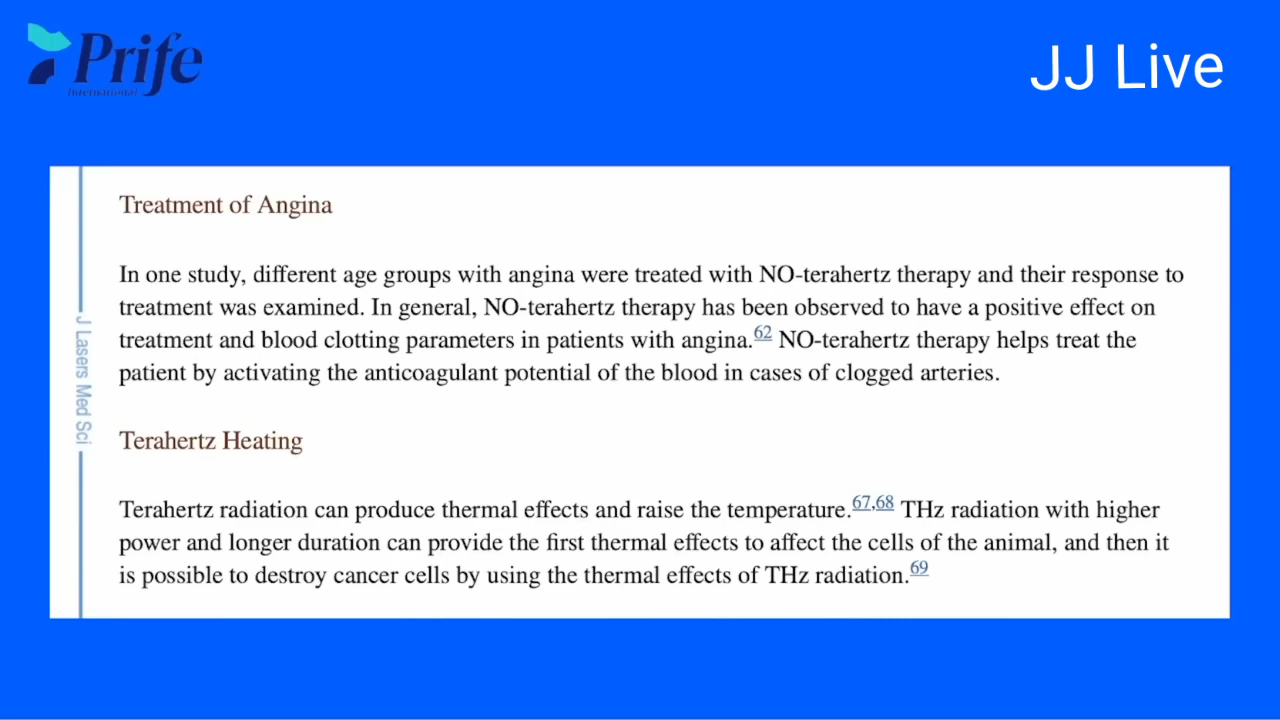 Prife
International
JJ Live
Treatment of Angina
In one study, different age groups with angina were treated with NO-terahertz therapy and their response to
treatment was examined. In general, NO-terahertz therapy has been observed to have a positive effect on
treatment and blood clotting parameters in patients with angina.62 NO-terahertz therapy helps treat the
patient by activating the anticoagulant potential of the blood in cases of clogged arteries.
J Lasers Med Sci
Terahertz Heating
Terahertz radiation can produce thermal effects and raise the temperature.67,68 THz radiation with higher
power and longer duration can provide the first thermal effects to affect the cells of the animal, and then it
is possible to destroy cancer cells by using the thermal effects of THz radiation.69